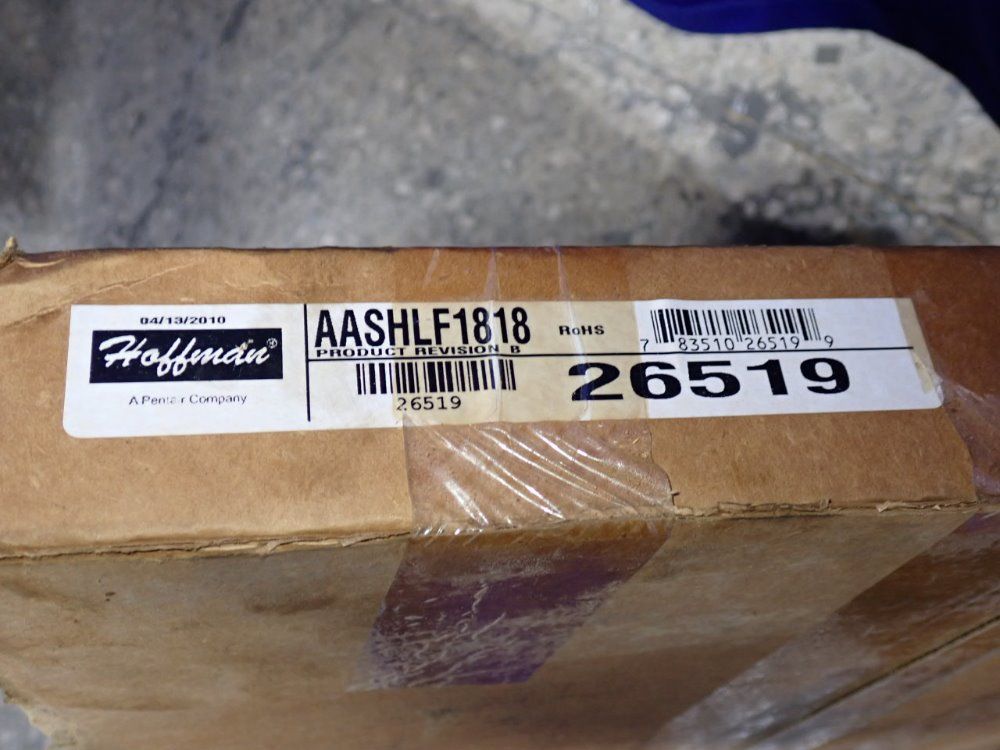 04/13/2010
Hoffman®
A Pentair Company
AASHLF1818 RoHS
PRODUCT REVISION B
26519
7 83510 26519 9
26519